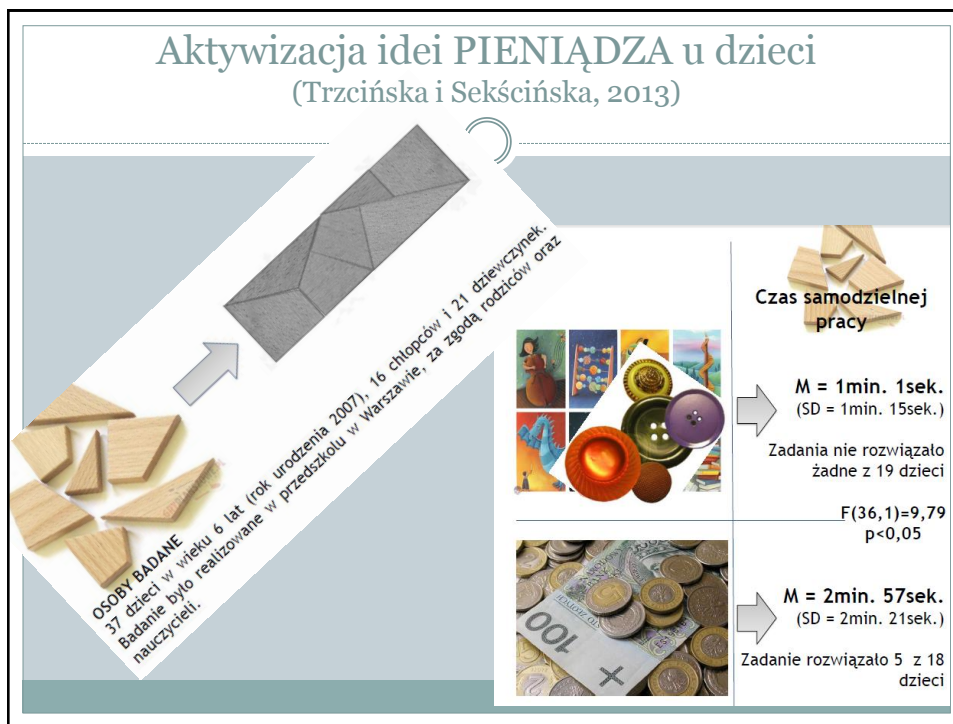 Aktywizacja idei PIENIĄDZA u dzieci
(Trzcińska i Sekścińska, 2013)
OSOBY BADANE
37 dzieci w wieku 6 lat (rok urodzenia 2007), 16 chłopców i 21 dziewczynek.
Badanie było realizowane w przedszkolu w Warszawie, za zgodą rodziców oraz
nauczycieli.
Czas samodzielnej
pracy
M = 1min. 1sek.
(SD = 1min. 15sek.)
Zadania nie rozwiązało
żadne z 19 dzieci
F(36,1)=9,79
p<0,05
M = 2min. 57sek.
(SD = 2min. 21sek.)
Zadanie rozwiązało 5 z 18
dzieci
100